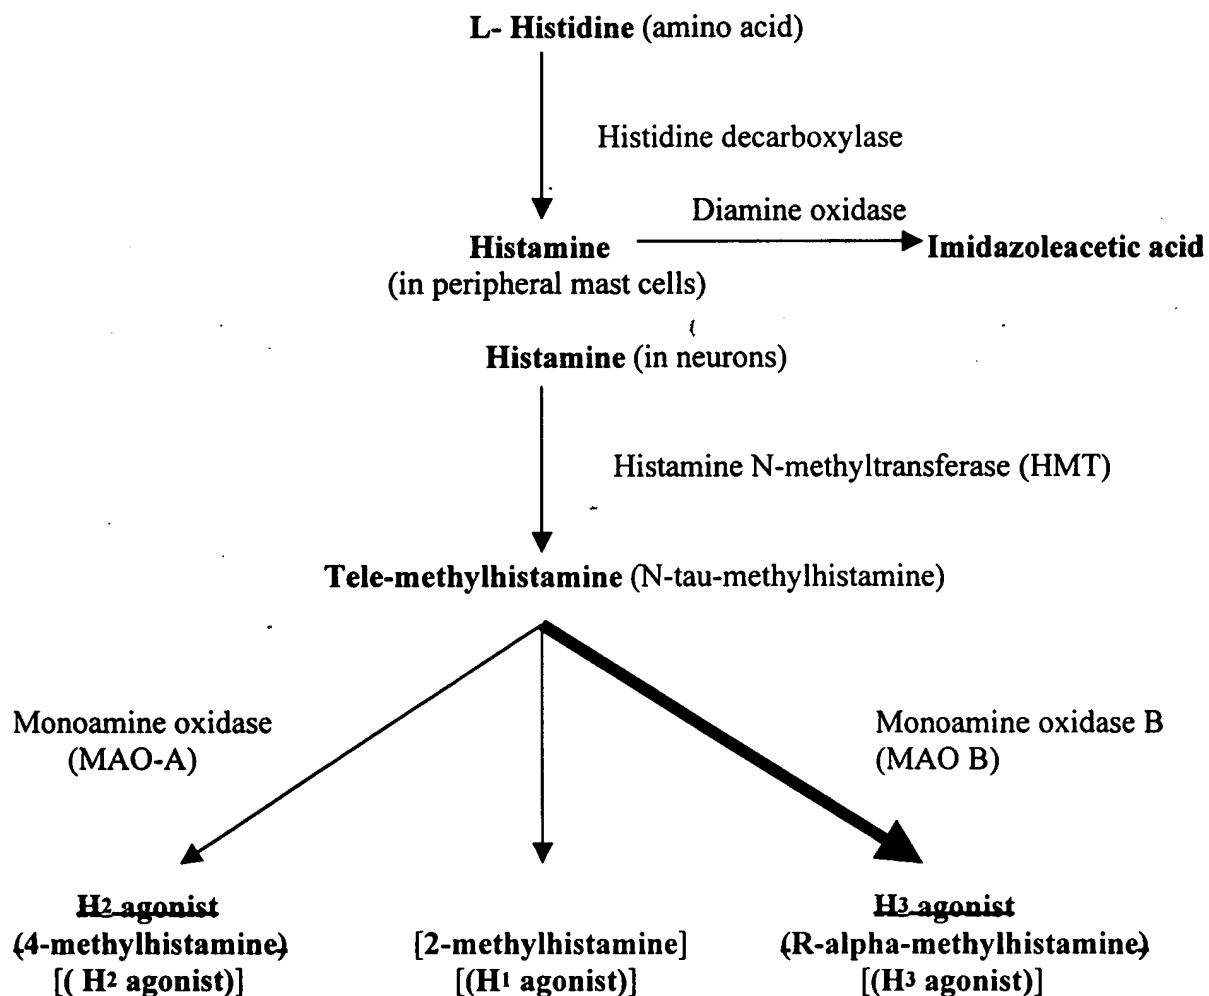 L- Histidine (amino acid)
Histidine decarboxylase
Diamine oxidase
Histamine
Imidazoleacetic acid
(in peripheral mast cells)
Histamine (in neurons)
Histamine N-methyltransferase (HMT)
Tele-methylhistamine (N-tau-methylhistamine)
Monoamine oxidase
(MAO-A)
Monoamine oxidase B
(MAO B)
H2 agonist
(4-methylhistamine)
[( H2 agonist)]
[2-methylhistamine]
[(H1 agonist)]
H3 agonist
(R-alpha-methylhistamine)
[(H3 agonist)]